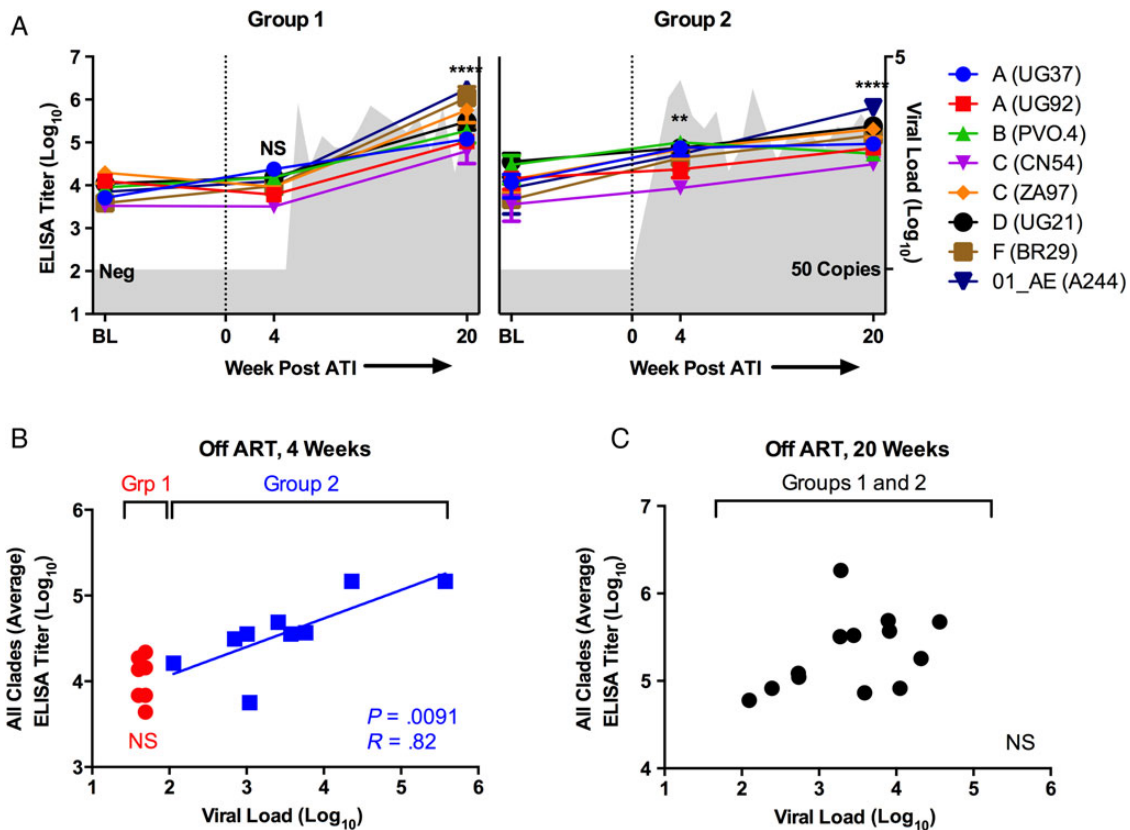 A
Group 1
Group 2
ELISA Titer (Log10)
7
6
5
4
3
2
1
Neg
NS
****
BL
0
4
20
Week Post ATI
**
****
50 Copies
BL
0
4
20
Week Post ATI
5
Viral Load (Log10)
A (UG37)
A (UG92)
B (PVO.4)
C (CN54)
C (ZA97)
D (UG21)
F (BR29)
01_AE (A244)
B
Off ART, 4 Weeks
Grp 1
Group 2
All Clades (Average)
ELISA Titer (Log10)
6
5
4
3
NS
P = .0091
R = .82
1
2
3
4
5
6
Viral Load (Log10)
C
Off ART, 20 Weeks
Groups 1 and 2
All Clades (Average)
ELISA Titer (Log10)
7
6
5
4
NS
1
2
3
4
5
6
Viral Load (Log10)